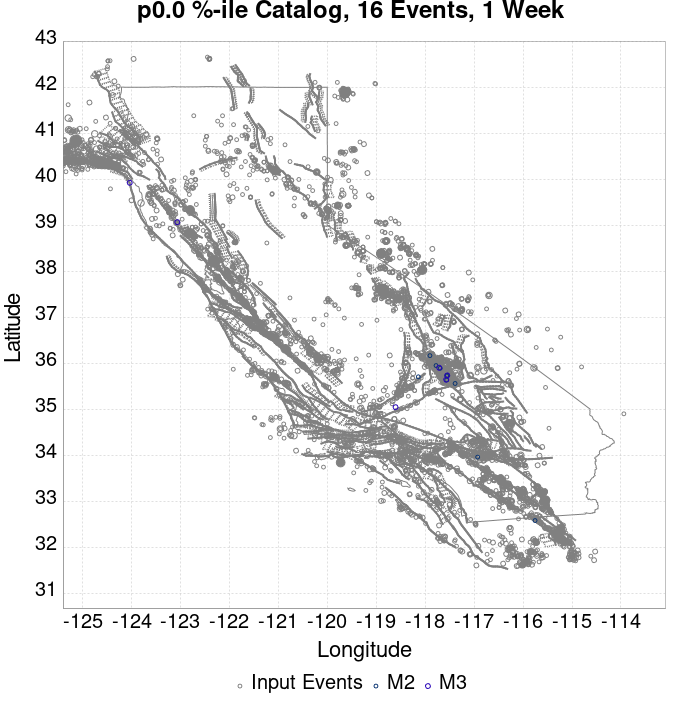 p0.0 %-ile Catalog, 16 Events, 1 Week
43
42
41
40
39
38
37
36
35
34
33
32
31
Latitude
-125 -124 -123 -122 -121 -120 -119 -118 -117 -116 -115 -114
Longitude
Input Events M2 M3